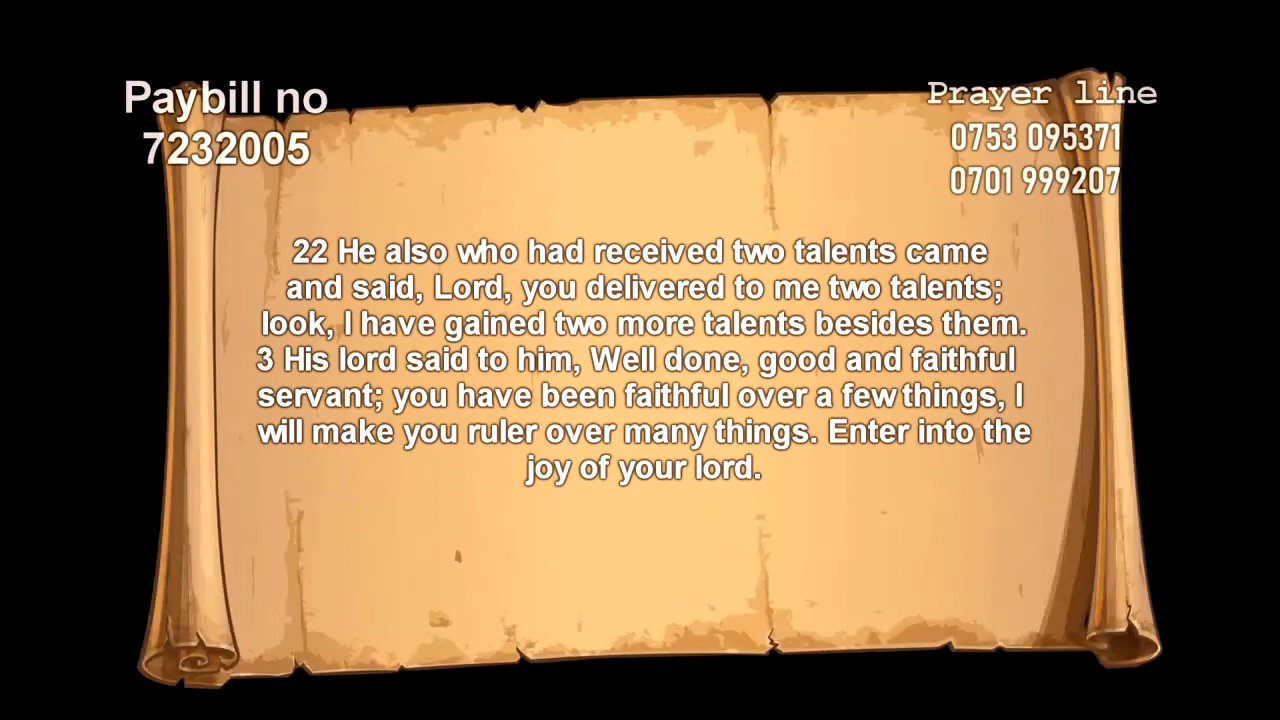 Paybill no
7232005
Prayer line
0753 095371
0701 999207
22 He also who had received two talents came
and said, Lord, you delivered to me two talents;
look, I have gained two more talents besides them.
3 His lord said to him, Well done, good and faithful
servant; you have been faithful over a few things, I
will make you ruler over many things. Enter into the
joy of your lord.